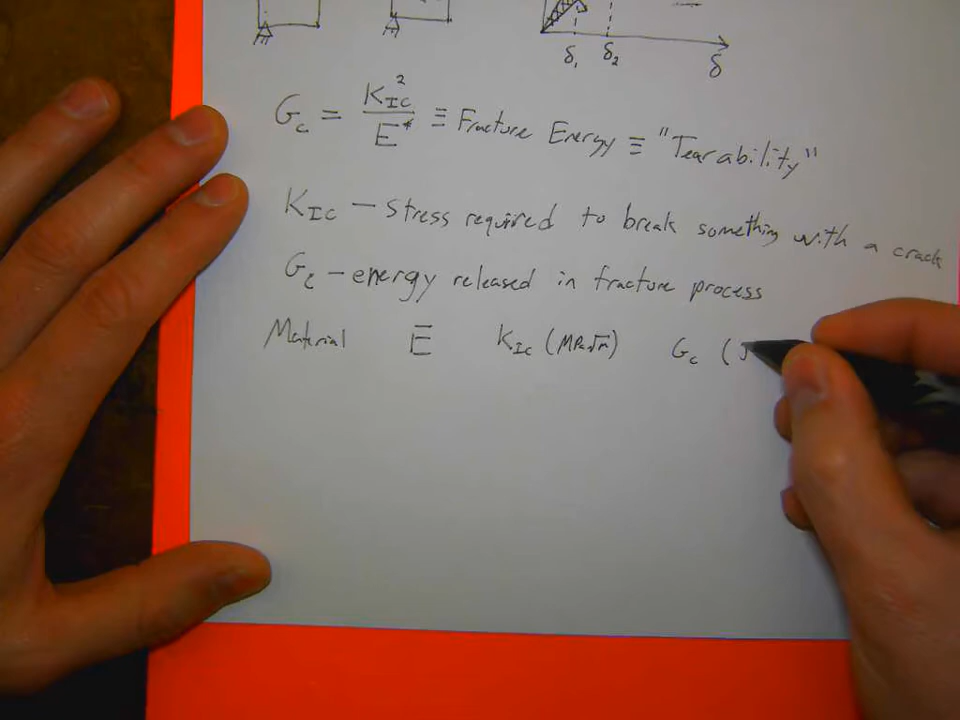 δ₁ δ₂ δ
G_c = K_IC² / E* ≡ Fracture Energy ≡ "Tearability"
K_IC — Stress required to break something with a crack
G_c – energy released in fracture process
Material E K_IC (MPa√m) G_c (J